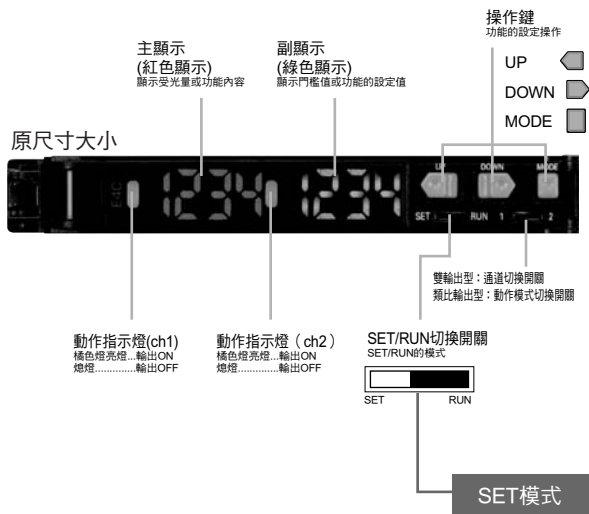 操作鍵
功能的設定操作
主顯示
(紅色顯示)
顯示受光量或功能內容
副顯示
(綠色顯示)
顯示門檻值或功能的設定值
UP
DOWN
MODE
原尺寸大小
E4C
1234
1234
UP
DOWN
MODE
SET
RUN
1
2
雙輸出型：通道切換開關
類比輸出型：動作模式切換開關
動作指示燈(ch1)
橘色燈亮燈...輸出ON
熄燈.............輸出OFF
動作指示燈（ch2）
橘色燈亮燈...輸出ON
熄燈.............輸出OFF
SET/RUN切換開關
SET/RUN的模式
SET
RUN
SET模式